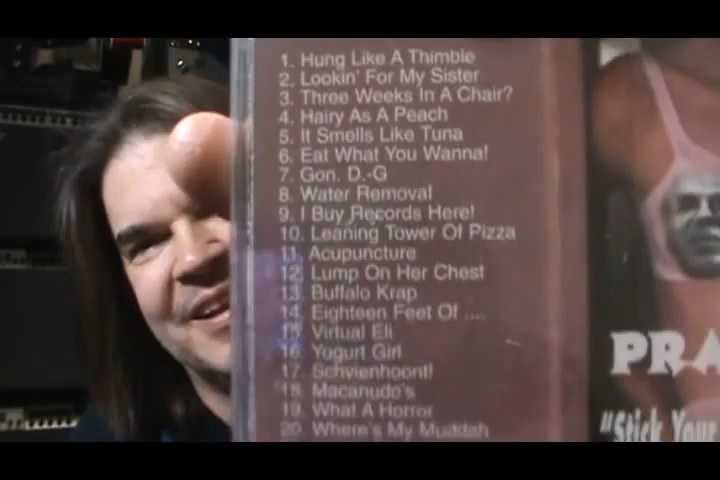 1. Hung Like A Thimble
2. Lookin' For My Sister
3. Three Weeks In A Chair?
4. Hairy As A Peach
5. It Smells Like Tuna
6. Eat What You Wanna!
7. Gon. D.-G
8. Water Removal
9. I Buy Records Here!
10. Leaning Tower Of Pizza
11. Acupuncture
12. Lump On Her Chest
13. Buffalo Krap
14. Eighteen Feet Of ....
15. Virtual Eli
16. Yogurt Girl
17. Schvienhoont!
18. Macanudo's
19. What A Horror
20. Where's My Muddah
PRA
"Stick Your